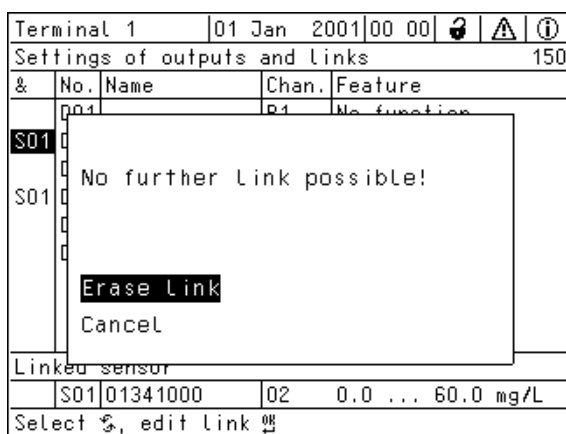 Terminal 1 01 Jan 2001 00 00
Settings of outputs and links 150
& No. Name Chan. Feature
S01
No further link possible!
S01
Erase link
Cancel
Linked sensor
S01 01341000 02 0.0 ... 60.0 mg/L
Select , edit link OK